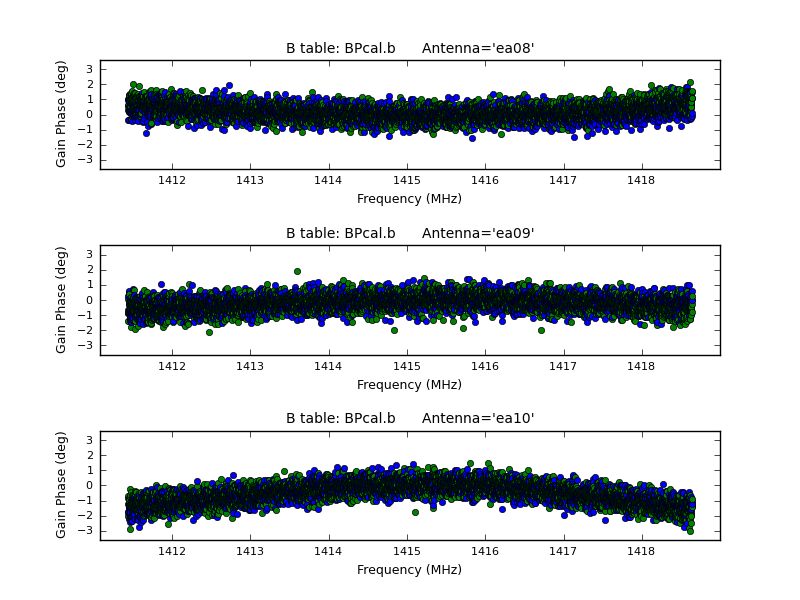 B table: BPcal.b Antenna='ea08'
Gain Phase (deg)
3
2
1
0
−1
−2
−3
1412 1413 1414 1415 1416 1417 1418
Frequency (MHz)
B table: BPcal.b Antenna='ea09'
Gain Phase (deg)
3
2
1
0
−1
−2
−3
1412 1413 1414 1415 1416 1417 1418
Frequency (MHz)
B table: BPcal.b Antenna='ea10'
Gain Phase (deg)
3
2
1
0
−1
−2
−3
1412 1413 1414 1415 1416 1417 1418
Frequency (MHz)